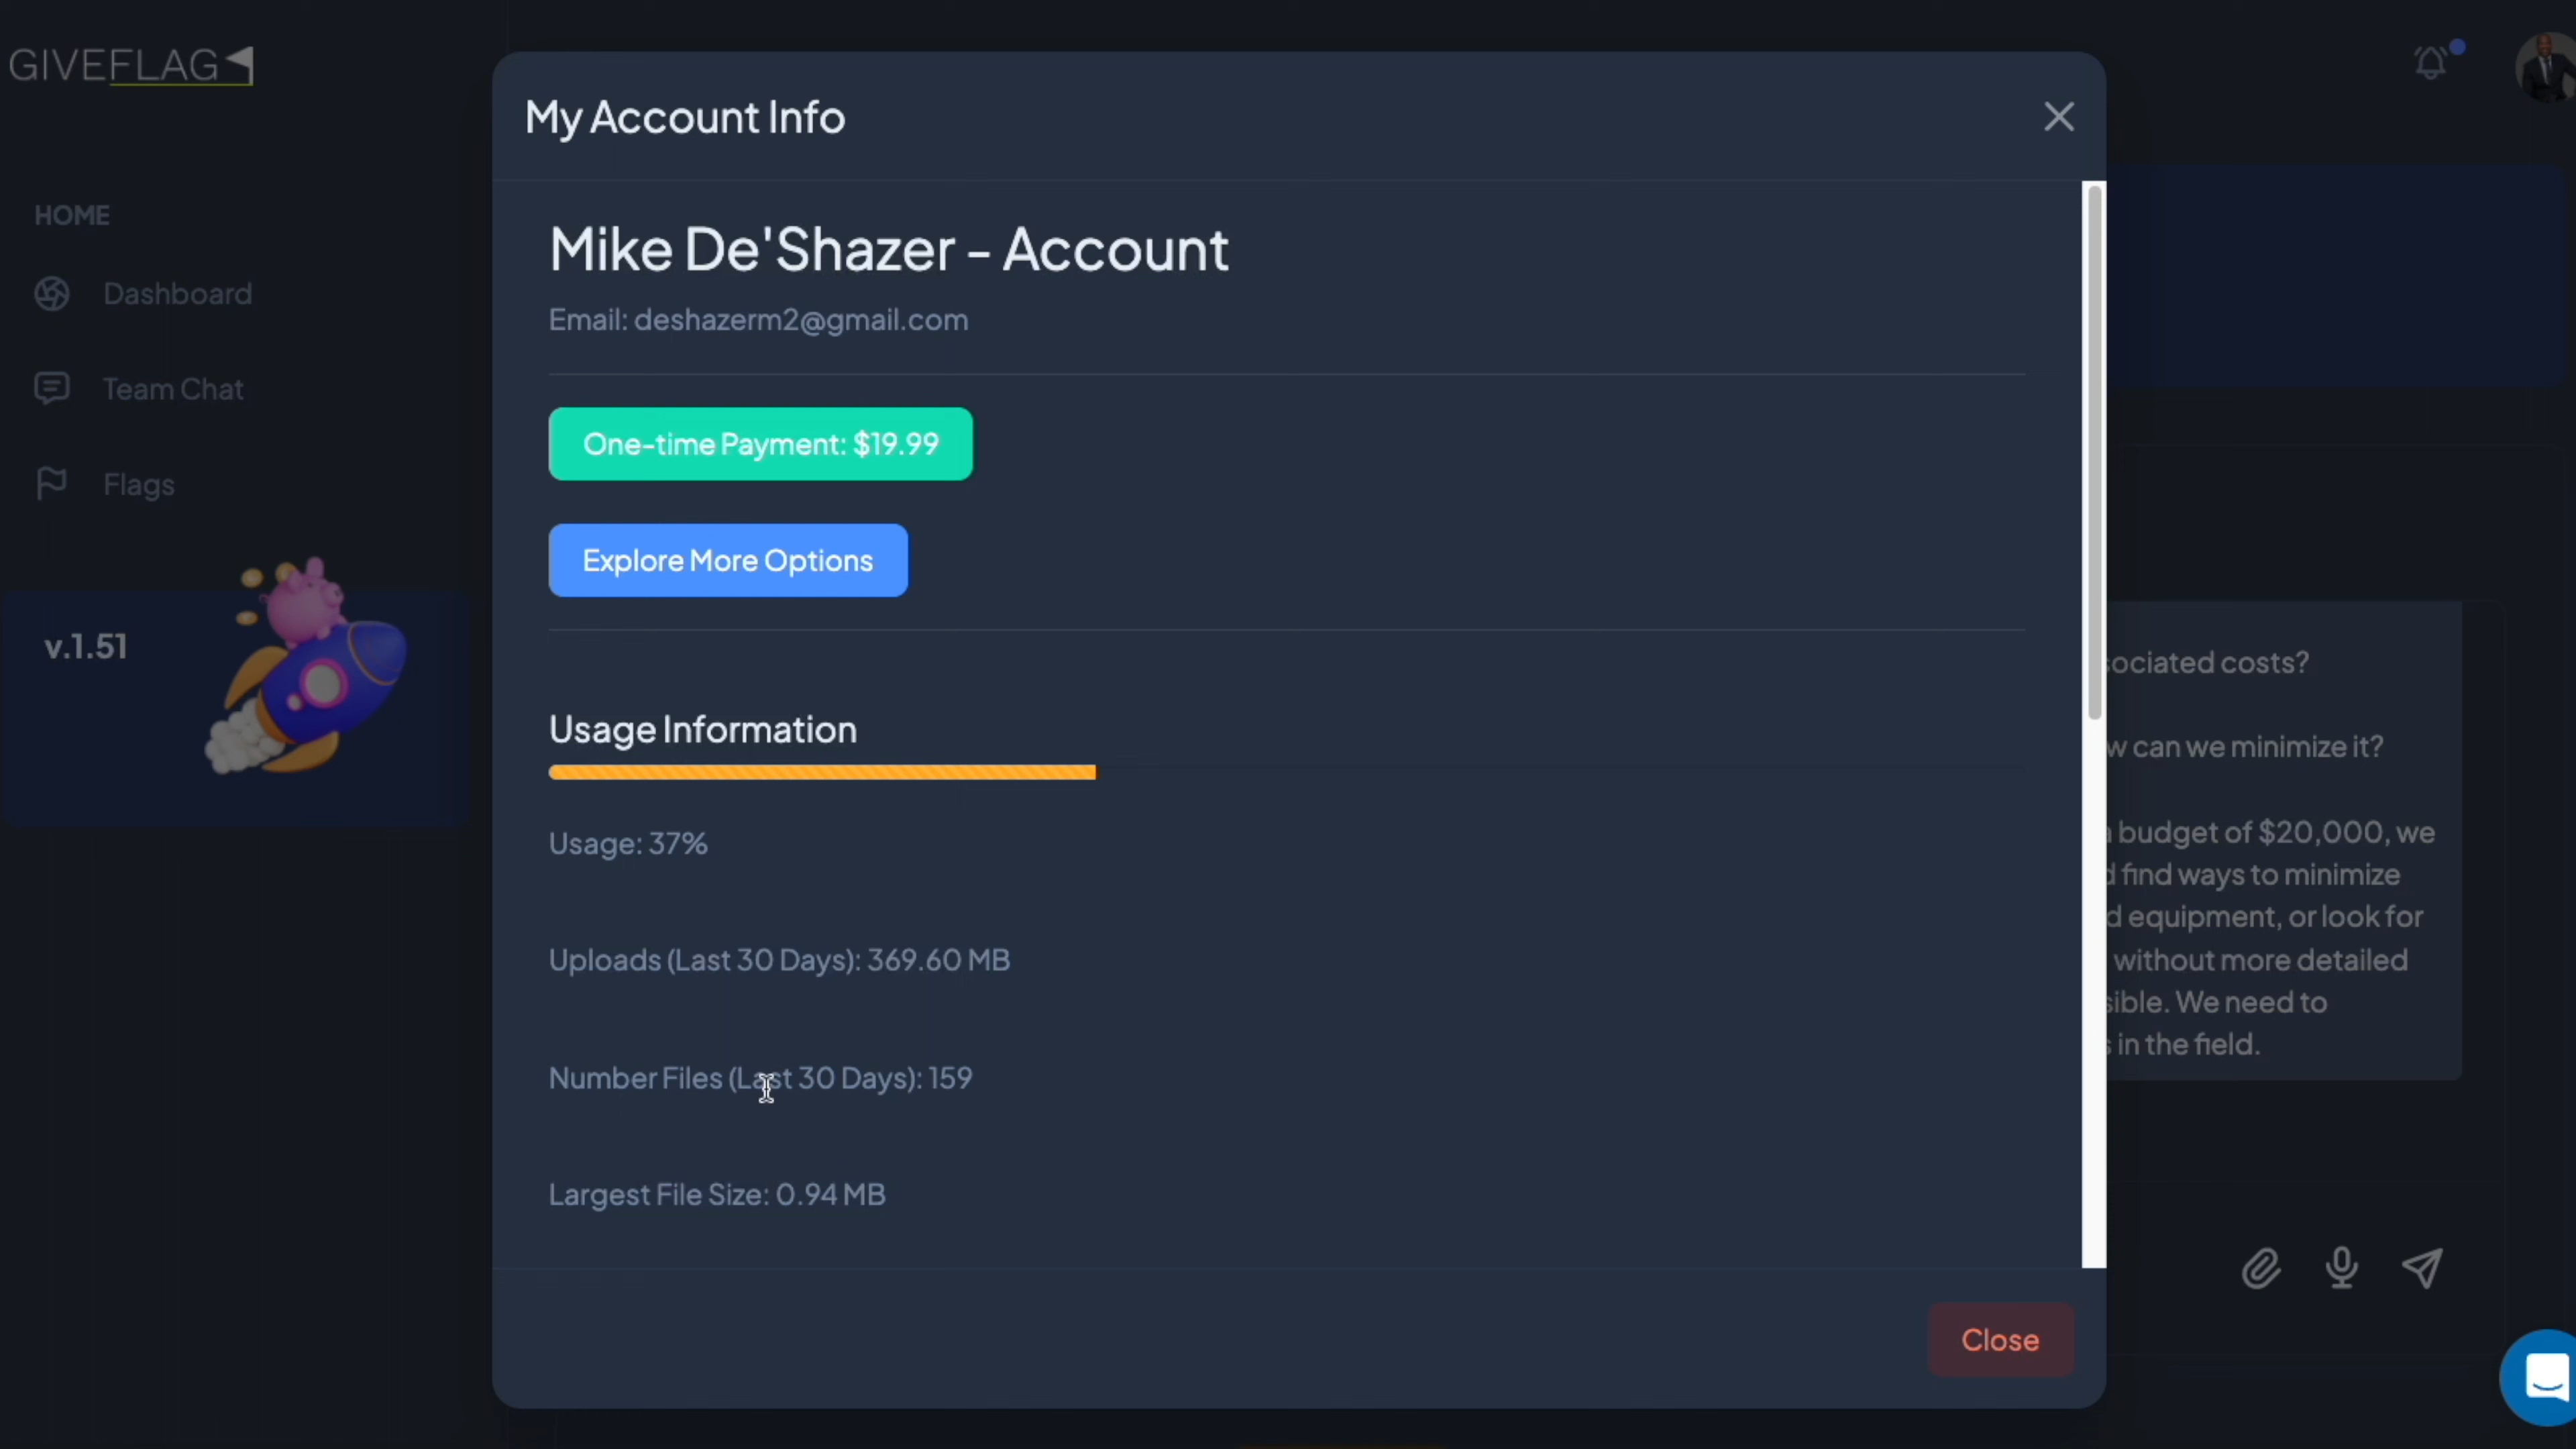 GIVEFLAG
HOME
Dashboard
Team Chat
Flags
v.1.51
My Account Info
Mike De'Shazer - Account
Email: deshazerm2@gmail.com
One-time Payment: $19.99
Explore More Options
Usage Information
Usage: 37%
Uploads (Last 30 Days): 369.60 MB
Number Files (Last 30 Days): 159
Largest File Size: 0.94 MB
Close
costs?
can we minimize it?
budget of $20,000, we
find ways to minimize
equipment, or look for
without more detailed
We need to
in the field.